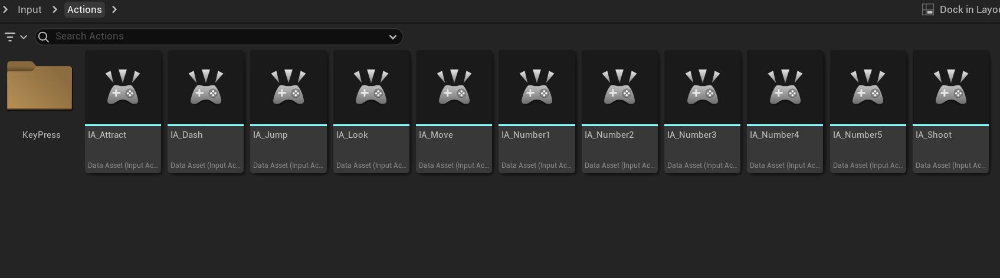 Input
Actions
Dock in Layou
Search Actions
KeyPress
IA_Attract
IA_Dash
IA_Jump
IA_Look
IA_Move
IA_Number1
IA_Number2
IA_Number3
IA_Number4
IA_Number5
IA_Shoot
Data Asset (Input Ac...
Data Asset (Input Ac...
Data Asset (Input Ac...
Data Asset (Input Ac...
Data Asset (Input Ac...
Data Asset (Input Ac...
Data Asset (Input Ac...
Data Asset (Input Ac...
Data Asset (Input Ac...
Data Asset (Input Ac...
Data Asset (Input Ac...